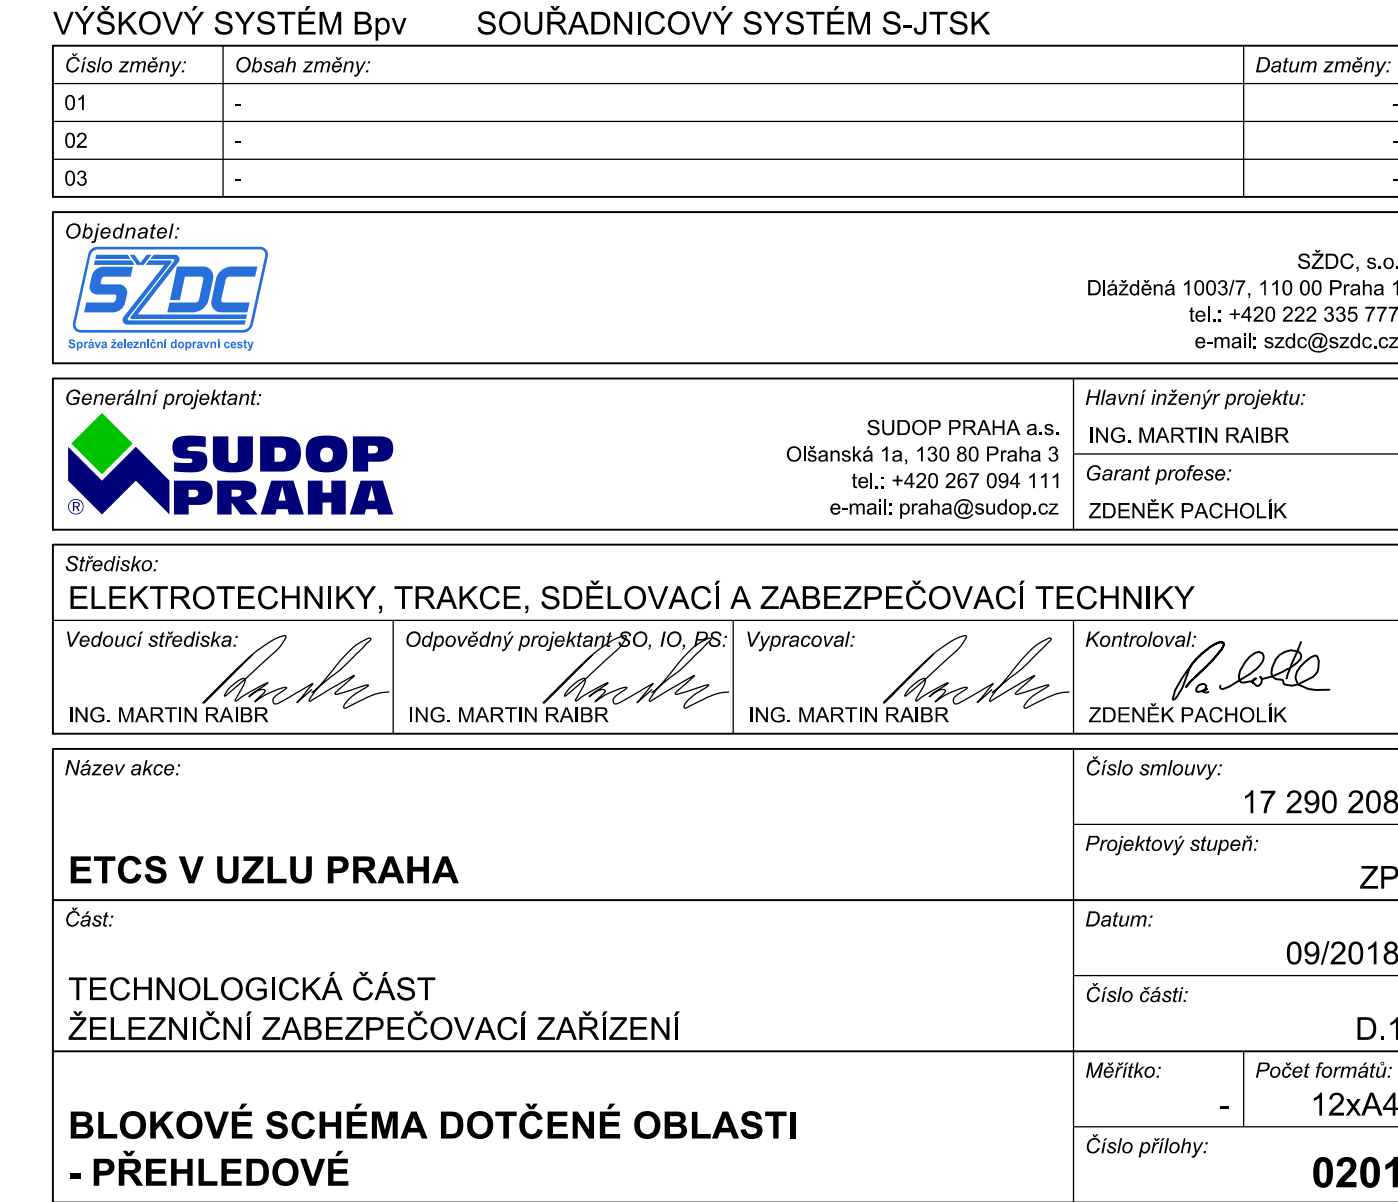 VÝŠKOVÝ SYSTÉM Bpv SOUŘADNICOVÝ SYSTÉM S-JTSK
Číslo změny: Obsah změny: Datum změny:
01 - -
02 - -
03 - -
Objednatel:
SŽDC
Správa železniční dopravní cesty
SŽDC, s.o.
Dlážděná 1003/7, 110 00 Praha 1
tel.: +420 222 335 777
e-mail: szdc@szdc.cz
Generální projektant:
SUDOP
PRAHA
®
SUDOP PRAHA a.s.
Olšanská 1a, 130 80 Praha 3
tel.: +420 267 094 111
e-mail: praha@sudop.cz
Hlavní inženýr projektu:
ING. MARTIN RAIBR
Garant profese:
ZDENĚK PACHOLÍK
Středisko:
ELEKTROTECHNIKY, TRAKCE, SDĚLOVACÍ A ZABEZPEČOVACÍ TECHNIKY
Vedoucí střediska:
ING. MARTIN RAIBR
Odpovědný projektant SO, IO, PS:
ING. MARTIN RAIBR
Vypracoval:
ING. MARTIN RAIBR
Kontroloval:
ZDENĚK PACHOLÍK
Název akce:
ETCS V UZLU PRAHA
Číslo smlouvy:
17 290 208
Projektový stupeň:
ZP
Část:
TECHNOLOGICKÁ ČÁST
ŽELEZNIČNÍ ZABEZPEČOVACÍ ZAŘÍZENÍ
Datum:
09/2018
Číslo části:
D.1
BLOKOVÉ SCHÉMA DOTČENÉ OBLASTI
- PŘEHLEDOVÉ
Měřítko:
-
Počet formátů:
12xA4
Číslo přílohy:
0201